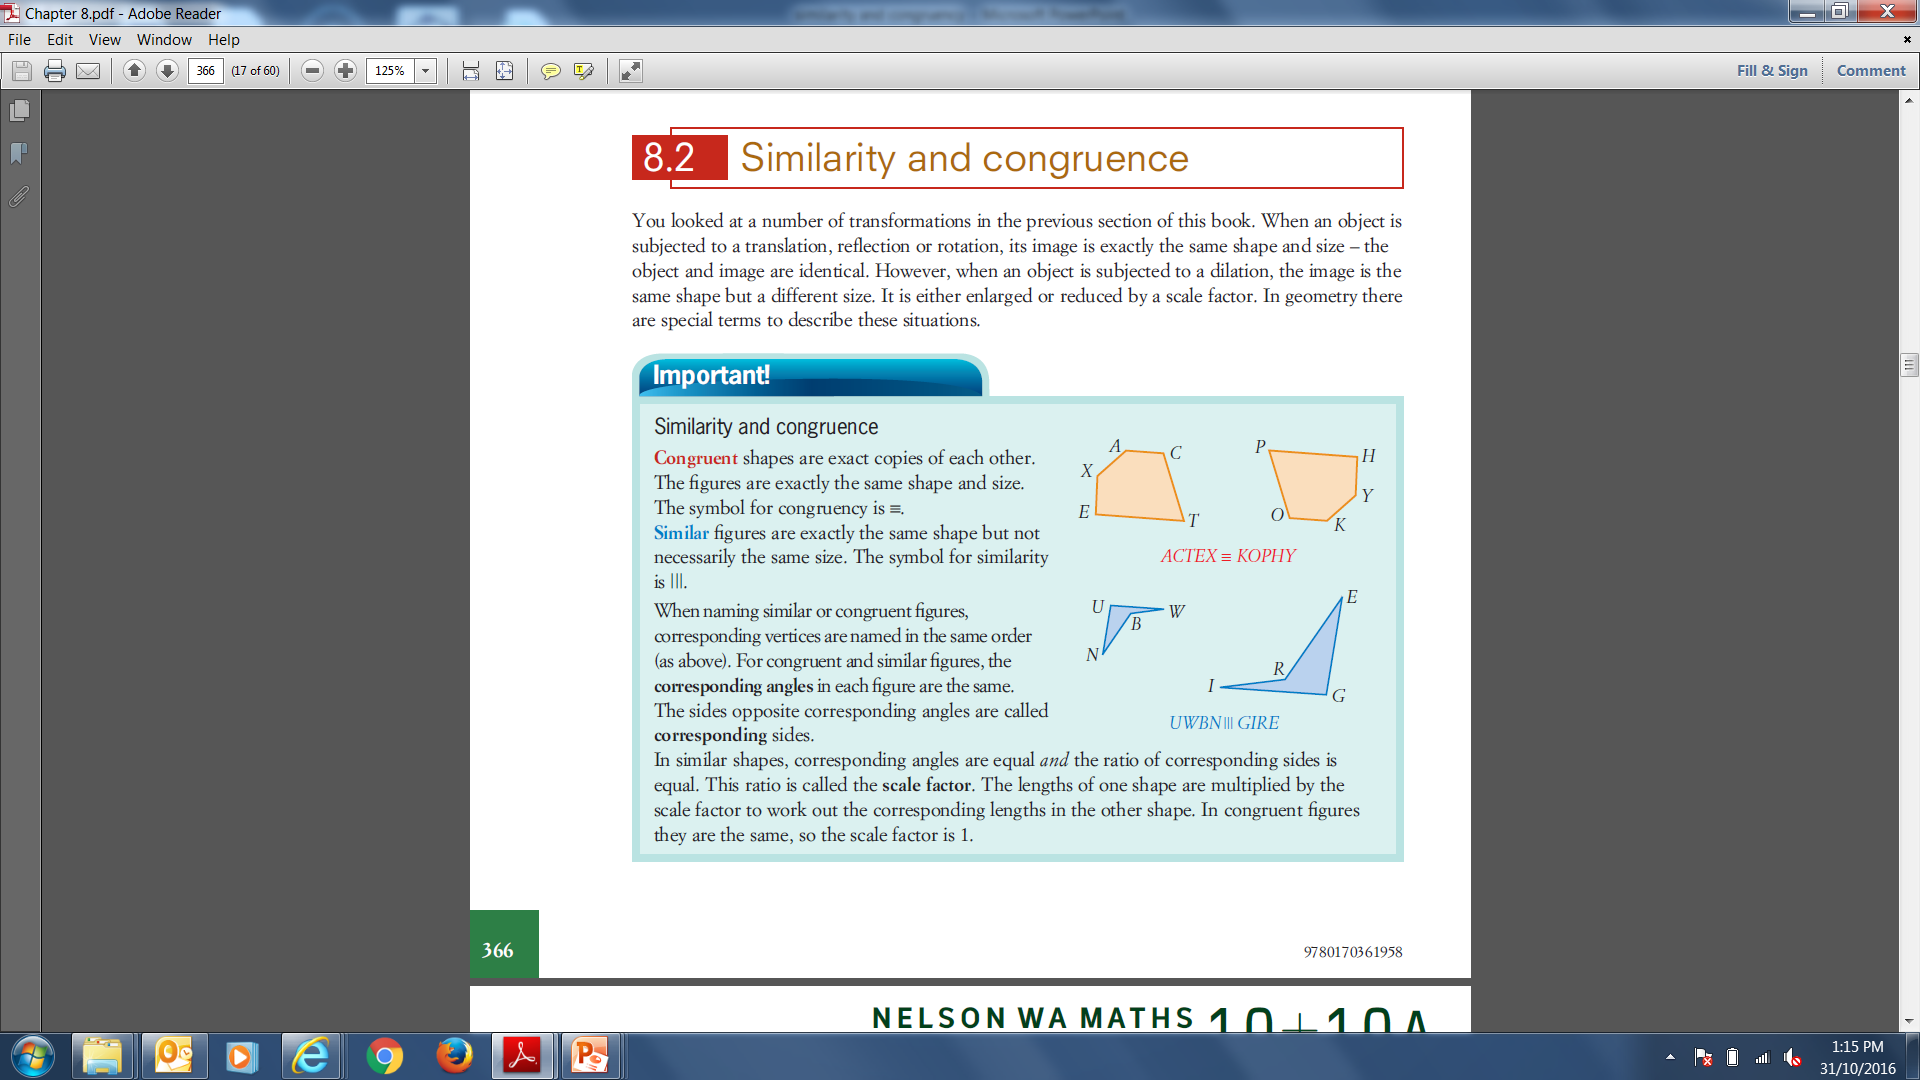 Chapter 8.pdf - Adobe Reader
File Edit View Window Help
366 (17 of 60) 125% Fill & Sign Comment
8.2 Similarity and congruence
You looked at a number of transformations in the previous section of this book. When an object is
subjected to a translation, reflection or rotation, its image is exactly the same shape and size – the
object and image are identical. However, when an object is subjected to a dilation, the image is the
same shape but a different size. It is either enlarged or reduced by a scale factor. In geometry there
are special terms to describe these situations.
Important!
Similarity and congruence
Congruent shapes are exact copies of each other.
The figures are exactly the same shape and size.
The symbol for congruency is ≡.
Similar figures are exactly the same shape but not
necessarily the same size. The symbol for similarity
is |||.
When naming similar or congruent figures,
corresponding vertices are named in the same order
(as above). For congruent and similar figures, the
corresponding angles in each figure are the same.
The sides opposite corresponding angles are called
corresponding sides.
A C
X
E T
P H
Y
O K
ACTEX ≡ KOPHY
U W
B
N
E
R
I G
UWBN ||| GIRE
In similar shapes, corresponding angles are equal and the ratio of corresponding sides is
equal. This ratio is called the scale factor. The lengths of one shape are multiplied by the
scale factor to work out the corresponding lengths in the other shape. In congruent figures
they are the same, so the scale factor is 1.
366 9780170361958
NELSON WA MATHS 10+10A
1:15 PM
31/10/2016